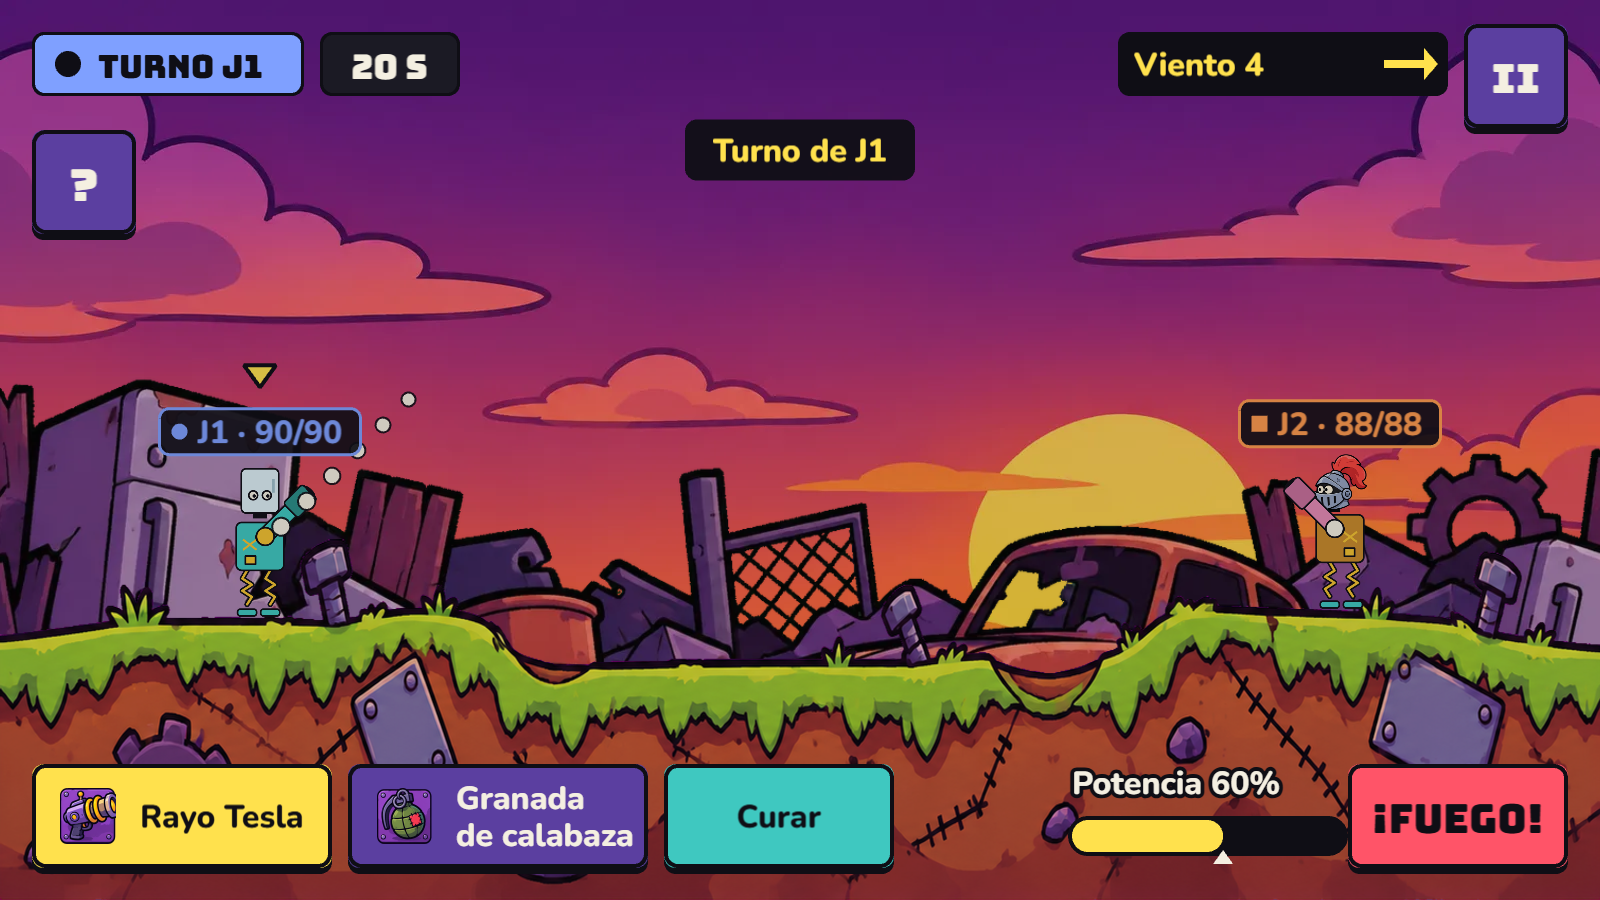 TURNO J1
20 S
Viento 4
II
?
Turno de J1
J1 · 90/90
J2 · 88/88
Rayo Tesla
Granada
de calabaza
Curar
Potencia 60%
¡FUEGO!